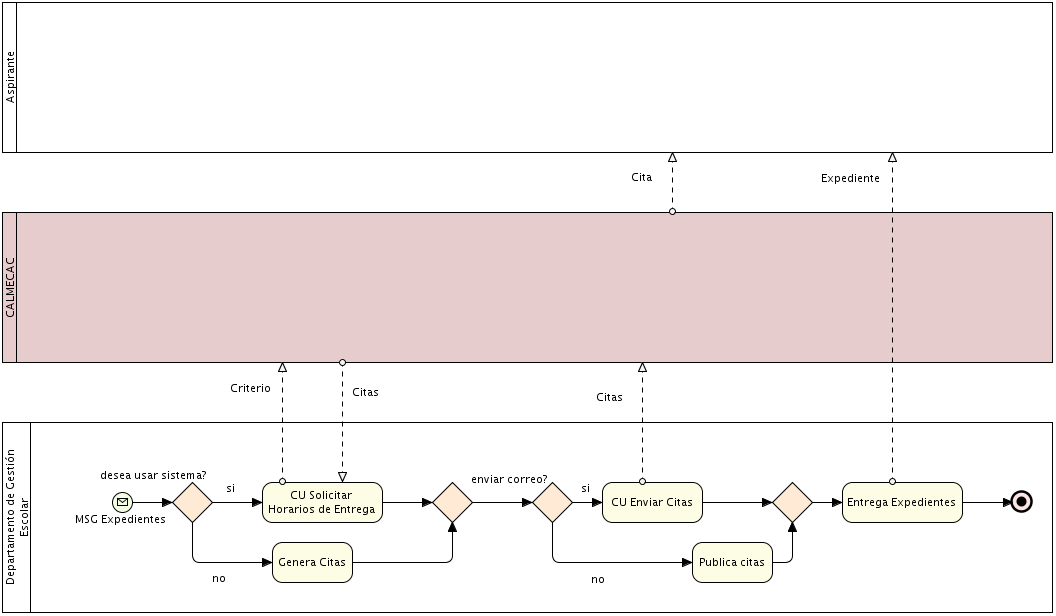 Aspirante
Cita
Expediente
CALMECAC
Criterio
Citas
Citas
Departamento de Gestión
Escolar
desea usar sistema?
enviar correo?
si
CU Solicitar
Horarios de Entrega
si
CU Enviar Citas
Entrega Expedientes
MSG Expedientes
Genera Citas
Publica citas
no
no